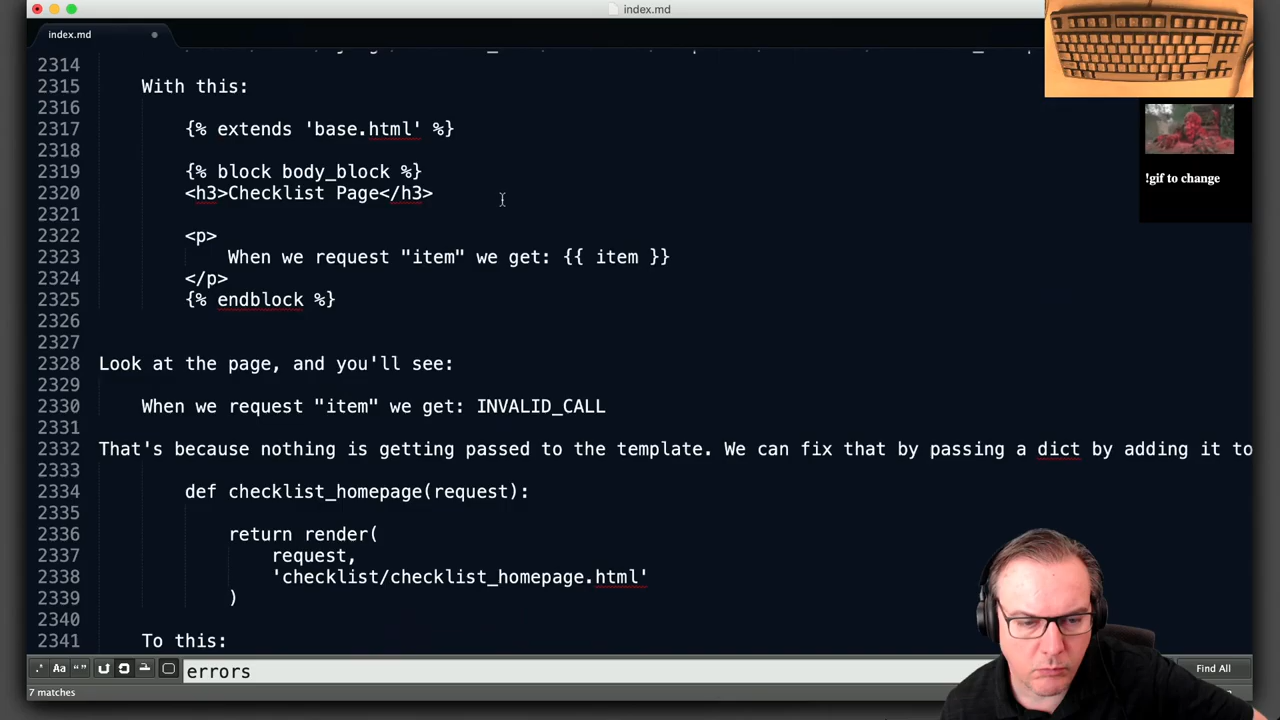 index.md
index.md
2314
2315 With this:
2316
2317 {% extends 'base.html' %}
2318
2319 {% block body_block %}
2320 <h3>Checklist Page</h3>
2321
2322 <p>
2323 When we request "item" we get: {{ item }}
2324 </p>
2325 {% endblock %}
2326
2327
2328 Look at the page, and you'll see:
2329
2330 When we request "item" we get: INVALID_CALL
2331
2332 That's because nothing is getting passed to the template. We can fix that by passing a dict by adding it to
2333
2334 def checklist_homepage(request):
2335
2336 return render(
2337 request,
2338 'checklist/checklist_homepage.html'
2339 )
2340
2341 To this:
!gif to change
.* Aa “ ”
errors
Find All
7 matches